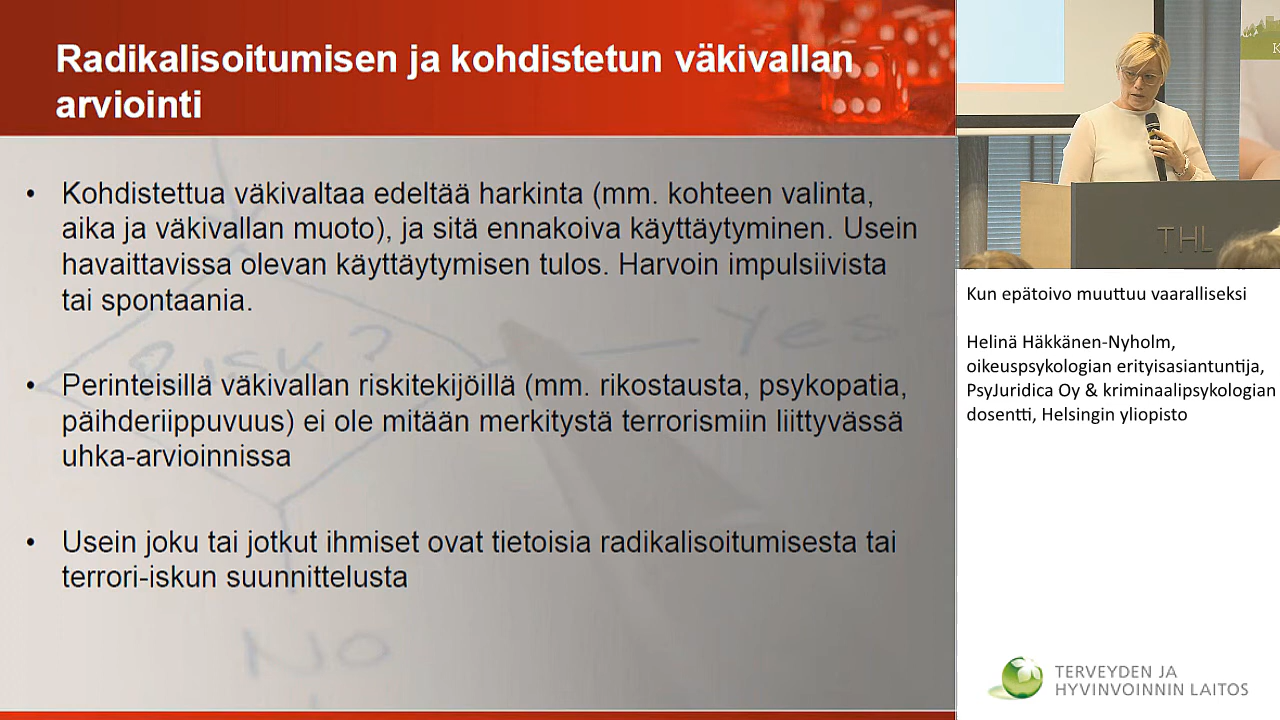 Radikalisoitumisen ja kohdistetun väkivallan
arviointi
• Kohdistettua väkivaltaa edeltää harkinta (mm. kohteen valinta,
aika ja väkivallan muoto), ja sitä ennakoiva käyttäytyminen. Usein
havaittavissa olevan käyttäytymisen tulos. Harvoin impulsiivista
tai spontaania.
• Perinteisillä väkivallan riskitekijöillä (mm. rikostausta, psykopatia,
päihderiippuvuus) ei ole mitään merkitystä terrorismiin liittyvässä
uhka-arvioinnissa
• Usein joku tai jotkut ihmiset ovat tietoisia radikalisoitumisesta tai
terrori-iskun suunnittelusta
RISK?
Yes
NO
K
THL
Kun epätoivo muuttuu vaaralliseksi
Helinä Häkkänen-Nyholm,
oikeuspsykologian erityisasiantuntija,
PsyJuridica Oy & kriminaalipsykologian
dosentti, Helsingin yliopisto
TERVEYDEN JA
HYVINVOINNIN LAITOS